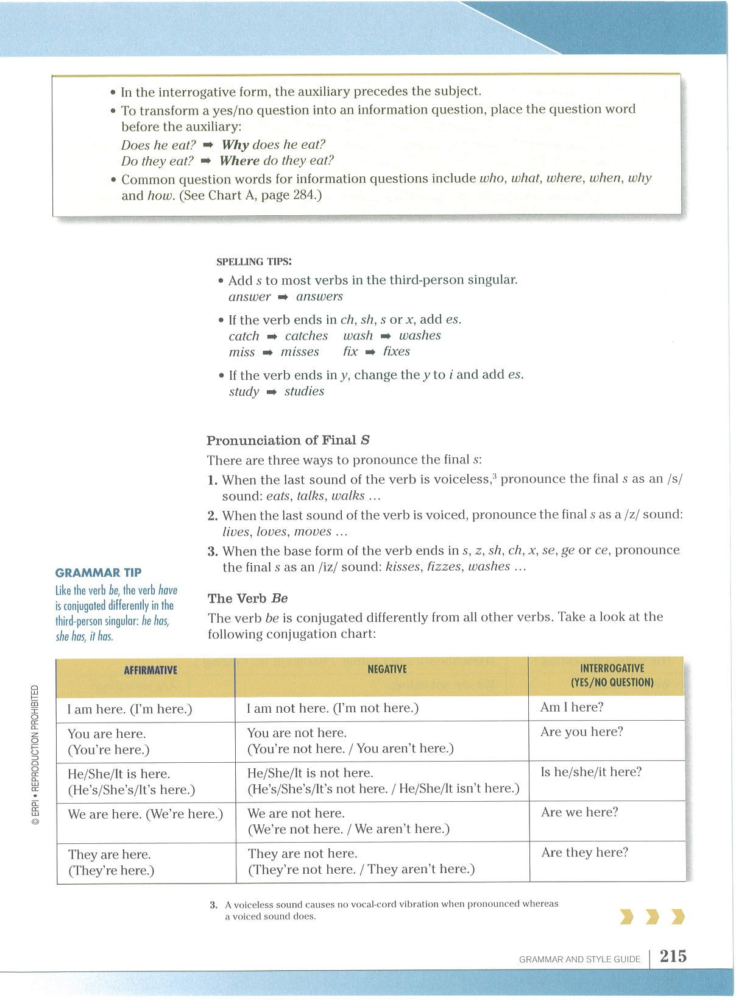 • In the interrogative form, the auxiliary precedes the subject.
• To transform a yes/no question into an information question, place the question word
before the auxiliary:
Does he eat? ➡ Why does he eat?
Do they eat? ➡ Where do they eat?
• Common question words for information questions include who, what, where, when, why
and how. (See Chart A, page 284.)
SPELLING TIPS:
• Add s to most verbs in the third-person singular.
answer ➡ answers
• If the verb ends in ch, sh, s or x, add es.
catch ➡ catches wash ➡ washes
miss ➡ misses fix ➡ fixes
• If the verb ends in y, change the y to i and add es.
study ➡ studies
Pronunciation of Final S
There are three ways to pronounce the final s:
1. When the last sound of the verb is voiceless,³ pronounce the final s as an /s/
sound: eats, talks, walks ...
2. When the last sound of the verb is voiced, pronounce the final s as a /z/ sound:
lives, loves, moves ...
3. When the base form of the verb ends in s, z, sh, ch, x, se, ge or ce, pronounce
the final s as an /iz/ sound: kisses, fizzes, washes ...
GRAMMAR TIP
Like the verb be, the verb have
is conjugated differently in the
third-person singular: he has,
she has, it has.
The Verb Be
The verb be is conjugated differently from all other verbs. Take a look at the
following conjugation chart:
AFFIRMATIVE NEGATIVE INTERROGATIVE
(YES/NO QUESTION)
I am here. (I'm here.) I am not here. (I'm not here.) Am I here?
You are here. You are not here. Are you here?
(You're here.) (You're not here. / You aren't here.)
He/She/It is here. He/She/It is not here. Is he/she/it here?
(He's/She's/It's here.) (He's/She's/It's not here. / He/She/It isn't here.)
We are here. (We're here.) We are not here. Are we here?
(We're not here. / We aren't here.)
They are here. They are not here. Are they here?
(They're here.) (They're not here. / They aren't here.)
© ERPI • REPRODUCTION PROHIBITED
3. A voiceless sound causes no vocal-cord vibration when pronounced whereas
a voiced sound does.
GRAMMAR AND STYLE GUIDE 215